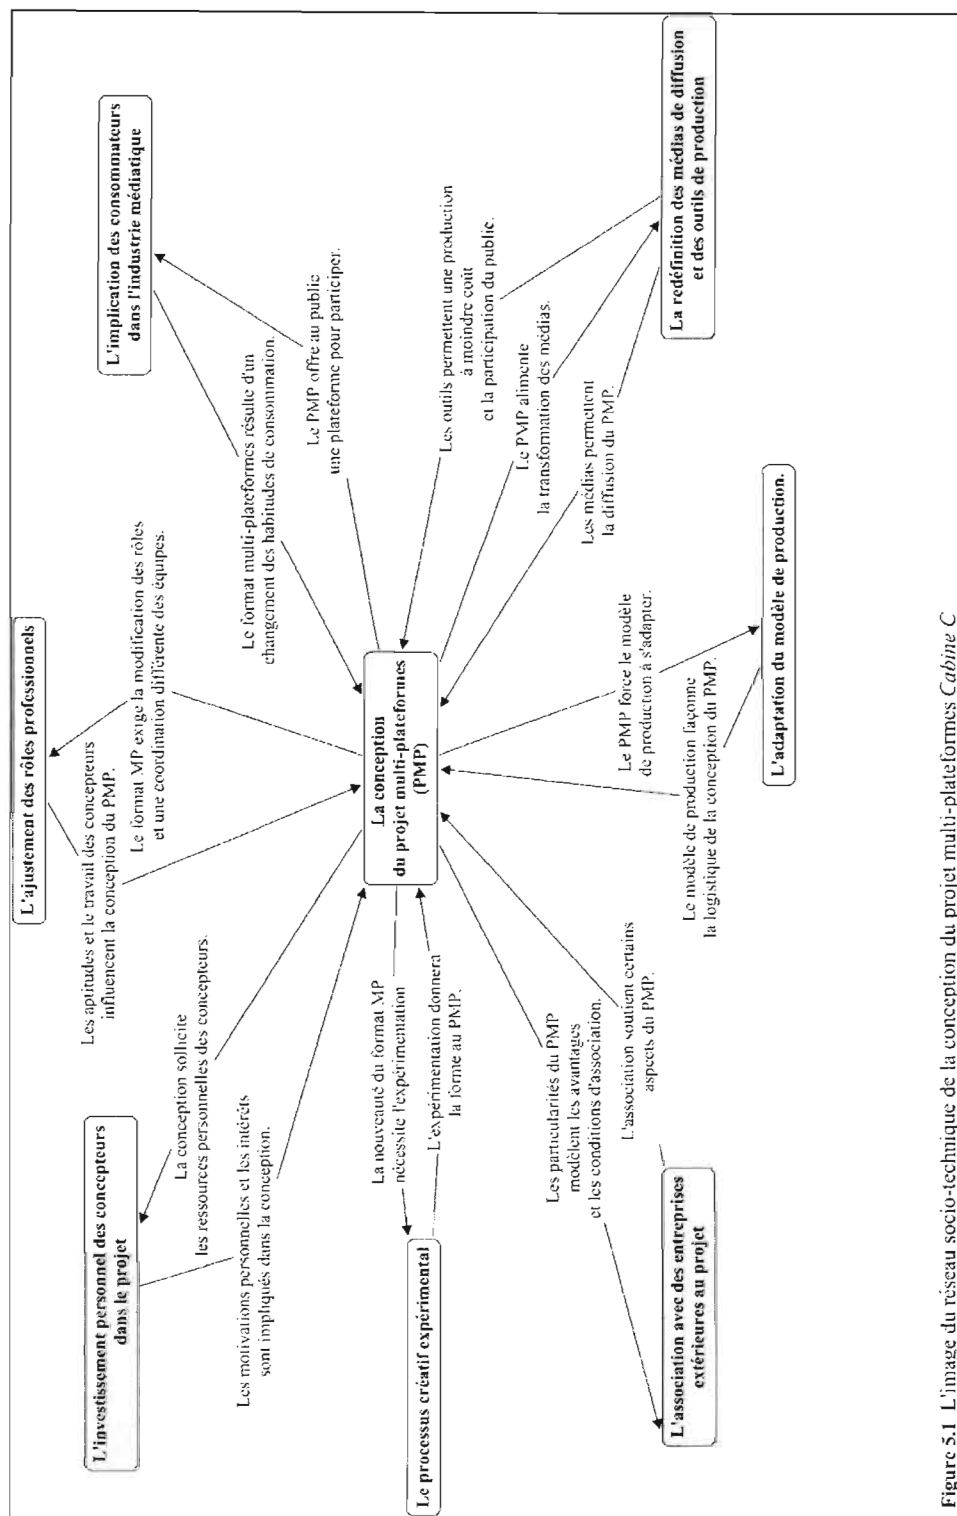 L'ajustement des rôles professionnels
L'investissement personnel des concepteurs
dans le projet
L'implication des consommateurs
dans l'industrie médiatique
Les aptitudes et le travail des concepteurs
influencent la conception du PMP.
Le format MP exige la modification des rôles
et une coordination différente des équipes.
La conception sollicite
les ressources personnelles des concepteurs.
Les motivations personnelles et les intérêts
sont impliqués dans la conception.
Le format multi-plateformes résulte d'un
changement des habitudes de consommation.
Le PMP offre au public
une plateforme pour participer.
La nouveauté du format MP
nécessite l'expérimentation
La conception
du projet multi-plateformes
(PMP)
Le processus créatif expérimental
L'expérimentation donnera
la forme au PMP.
Les outils permettent une production
à moindre coût
et la participation du public.
Le PMP alimente
la transformation des médias.
Les médias permettent
la diffusion du PMP.
Les particularités du PMP
modèlent les avantages
et les conditions d'association.
L'association soutient certains
aspects du PMP.
Le PMP force le modèle
de production à s'adapter.
Le modèle de production façonne
la logistique de la conception du PMP.
La redéfinition des médias de diffusion
et des outils de production
L'association avec des entreprises
extérieures au projet
L'adaptation du modèle de production.
Figure 5.1 L'image du réseau socio-technique de la conception du projet multi-plateformes Cabine C